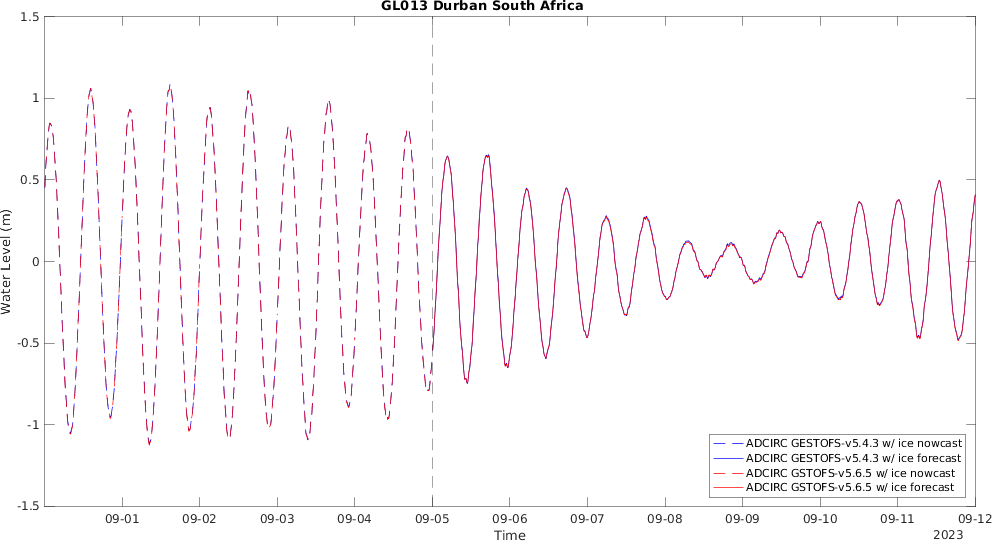 GL013 Durban South Africa
1.5
1
0.5
0
-0.5
-1
-1.5
Water Level (m)
09-01 09-02 09-03 09-04 09-05 09-06 09-07 09-08 09-09 09-10 09-11 09-12
Time
2023
ADCIRC GESTOFS-v5.4.3 w/ ice nowcast
ADCIRC GESTOFS-v5.4.3 w/ ice forecast
ADCIRC GSTOFS-v5.6.5 w/ ice nowcast
ADCIRC GSTOFS-v5.6.5 w/ ice forecast